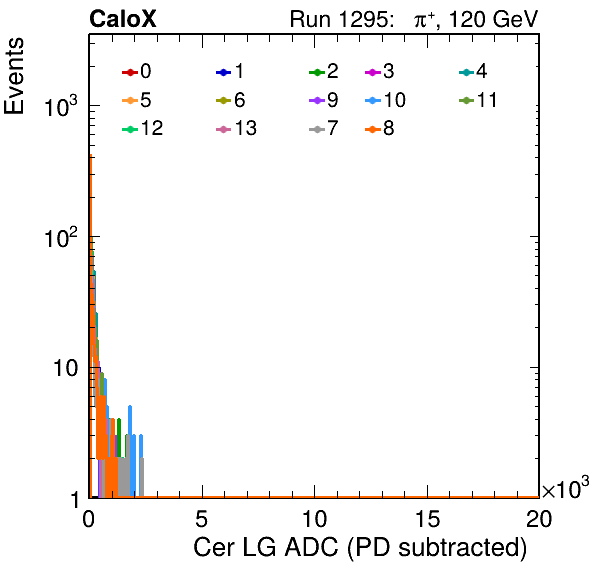 CaloX Run 1295: π⁺, 120 GeV
Events
0 1 2 3 4
5 6 9 10 11
12 13 7 8
10³
10²
10
1
0 5 10 15 20
×10³
Cer LG ADC (PD subtracted)